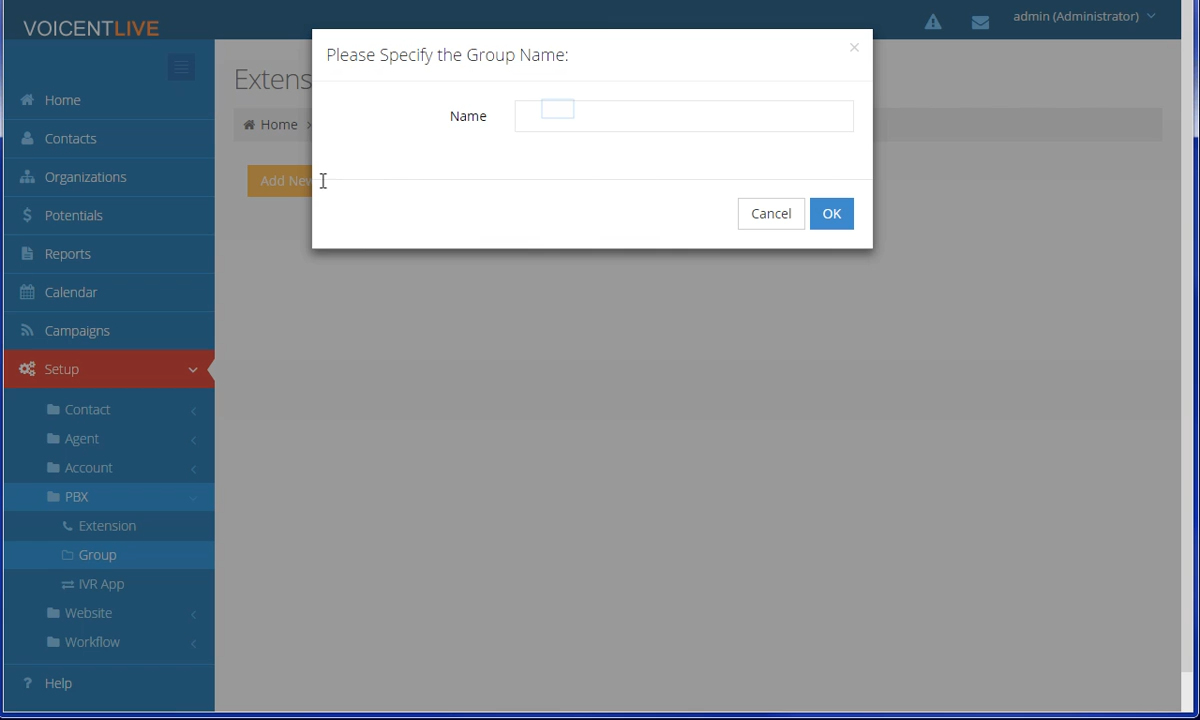 VOICENTLIVE
admin (Administrator)
Please Specify the Group Name:
×
Name
Cancel
OK
Extens
Home ›
Add New
Home
Contacts
Organizations
Potentials
Reports
Calendar
Campaigns
Setup
Contact
Agent
Account
PBX
Extension
Group
IVR App
Website
Workflow
? Help